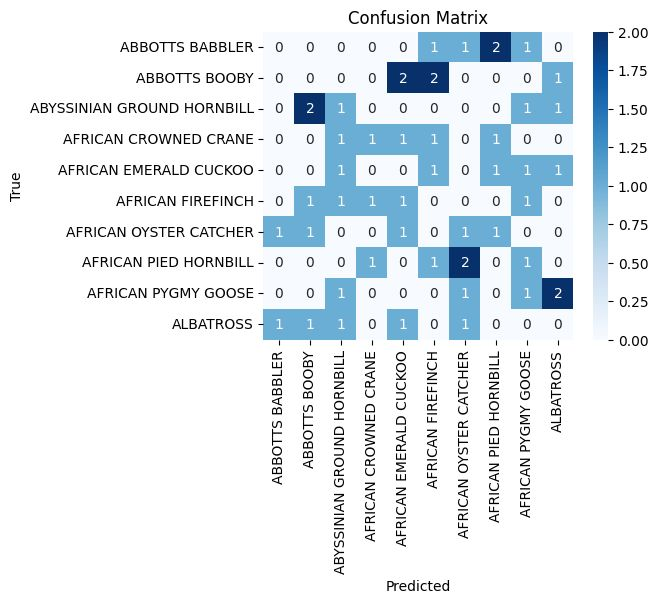 Confusion Matrix
True
ABBOTTS BABBLER 0 0 0 0 0 1 1 2 1 0
ABBOTTS BOOBY 0 0 0 0 2 2 0 0 0 1
ABYSSINIAN GROUND HORNBILL 0 2 1 0 0 0 0 0 1 1
AFRICAN CROWNED CRANE 0 0 1 1 1 1 0 1 0 0
AFRICAN EMERALD CUCKOO 0 0 1 0 0 1 0 1 1 1
AFRICAN FIREFINCH 0 1 1 1 1 0 0 0 1 0
AFRICAN OYSTER CATCHER 1 1 0 0 1 0 1 1 0 0
AFRICAN PIED HORNBILL 0 0 0 1 0 1 2 0 1 0
AFRICAN PYGMY GOOSE 0 0 1 0 0 0 1 0 1 2
ALBATROSS 1 1 1 0 1 0 1 0 0 0
ABBOTTS BABBLER
ABBOTTS BOOBY
ABYSSINIAN GROUND HORNBILL
AFRICAN CROWNED CRANE
AFRICAN EMERALD CUCKOO
AFRICAN FIREFINCH
AFRICAN OYSTER CATCHER
AFRICAN PIED HORNBILL
AFRICAN PYGMY GOOSE
ALBATROSS
Predicted
2.00
1.75
1.50
1.25
1.00
0.75
0.50
0.25
0.00